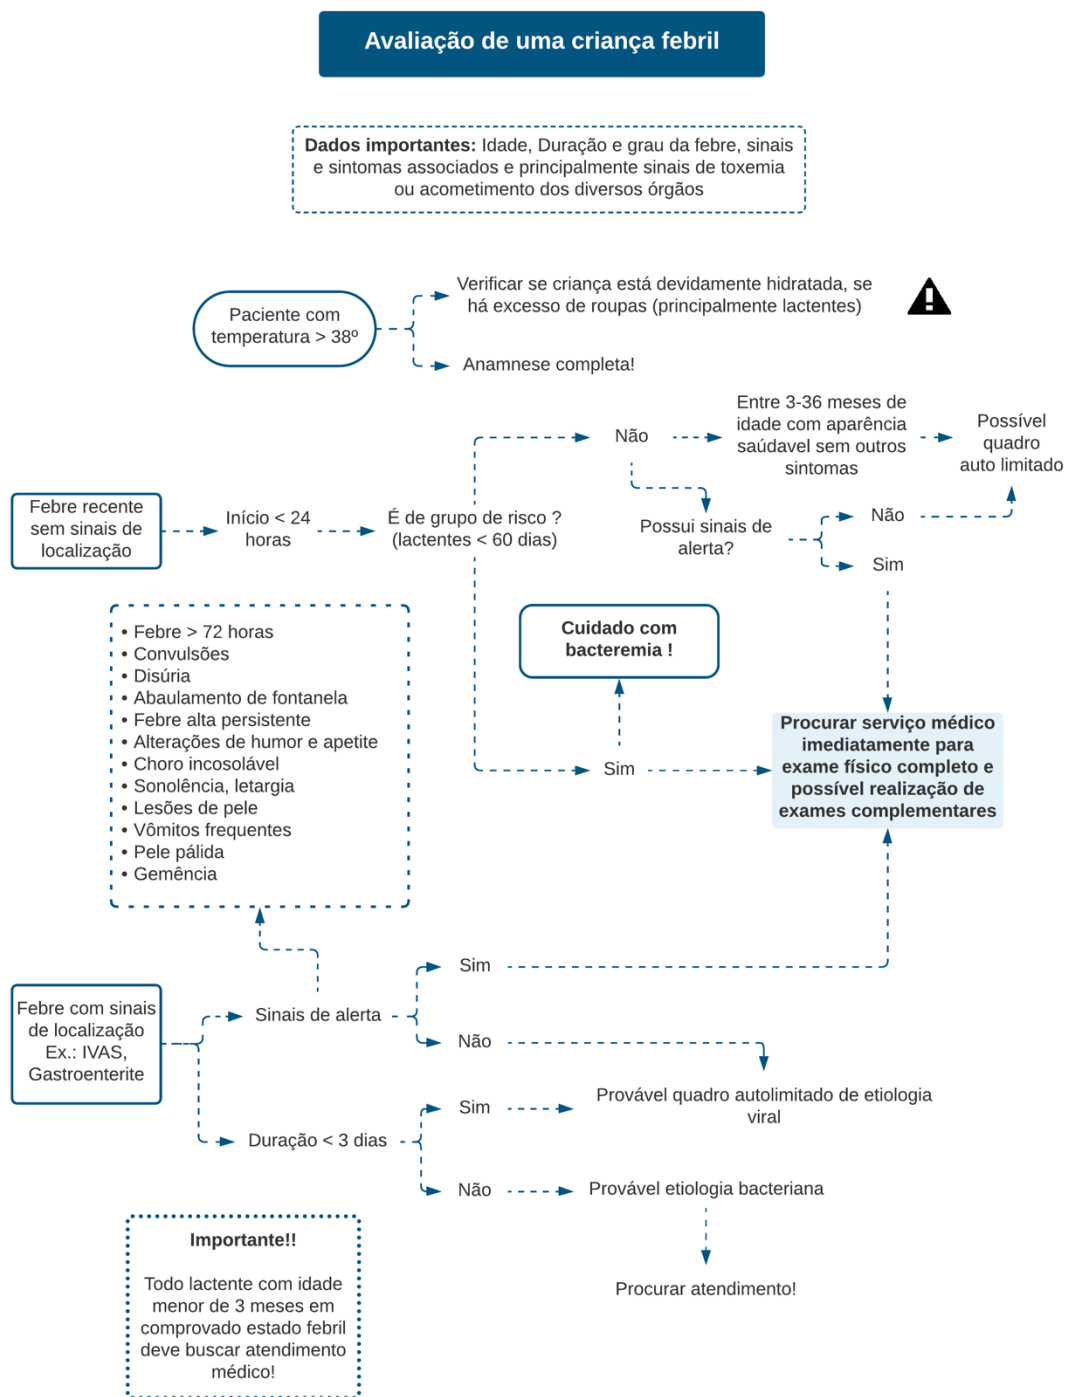 Avaliação de uma criança febril
Dados importantes: Idade, Duração e grau da febre, sinais
e sintomas associados e principalmente sinais de toxemia
ou acometimento dos diversos órgãos
Paciente com
temperatura > 38º
Verificar se criança está devidamente hidratada, se
há excesso de roupas (principalmente lactentes)
Anamnese completa!
Febre recente
sem sinais de
localização
Início < 24
horas
É de grupo de risco ?
(lactentes < 60 dias)
Não
Entre 3-36 meses de
idade com aparência
saúdavel sem outros
sintomas
Possível
quadro
auto limitado
Possui sinais de
alerta?
Não
Sim
Cuidado com
bacteremia !
Sim
Procurar serviço médico
imediatamente para
exame físico completo e
possível realização de
exames complementares
• Febre > 72 horas
• Convulsões
• Disúria
• Abaulamento de fontanela
• Febre alta persistente
• Alterações de humor e apetite
• Choro incosolável
• Sonolência, letargia
• Lesões de pele
• Vômitos frequentes
• Pele pálida
• Gemência
Febre com sinais
de localização
Ex.: IVAS,
Gastroenterite
Sinais de alerta
Sim
Não
Duração < 3 dias
Sim
Provável quadro autolimitado de etiologia
viral
Não
Provável etiologia bacteriana
Procurar atendimento!
Importante!!
Todo lactente com idade
menor de 3 meses em
comprovado estado febril
deve buscar atendimento
médico!